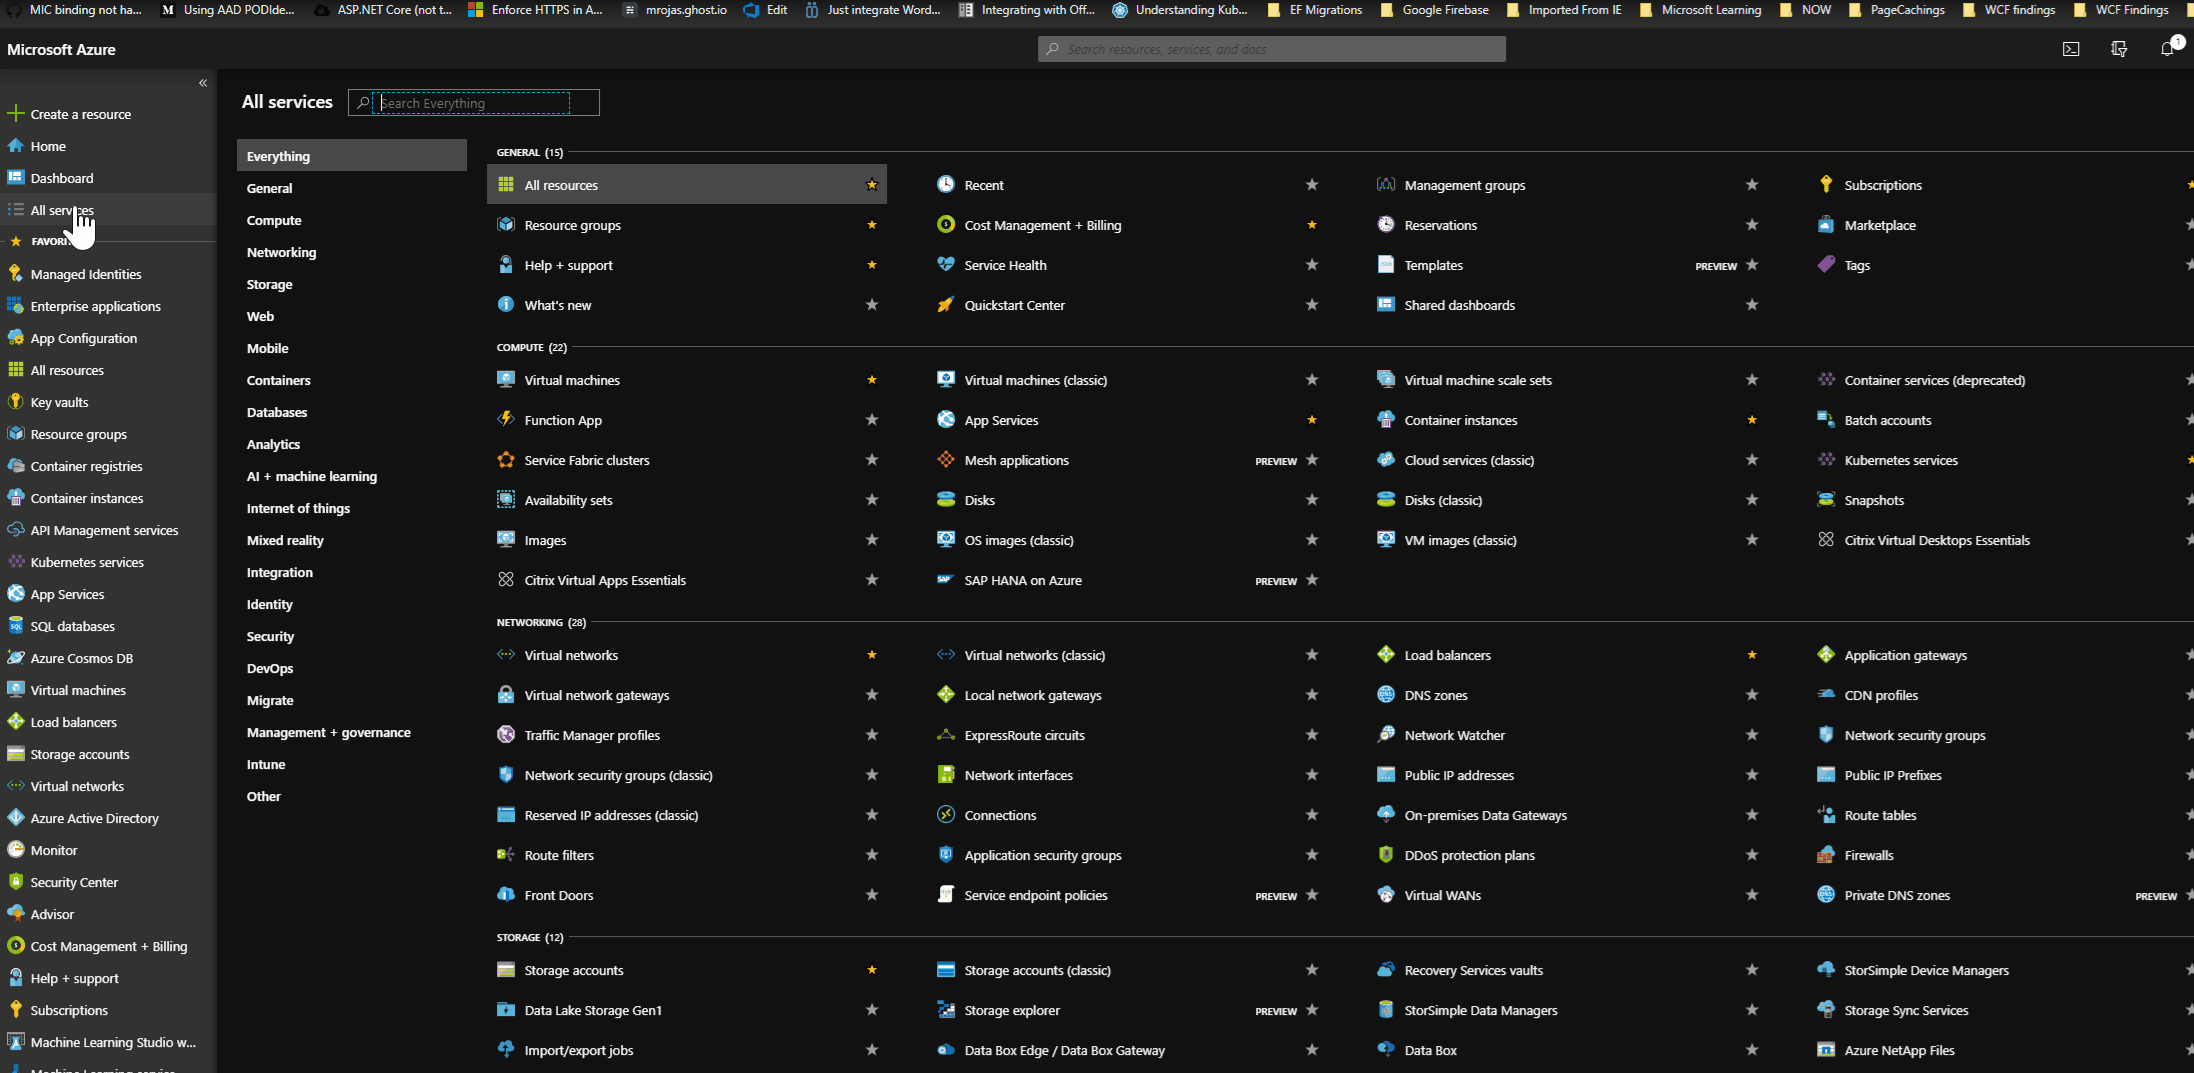 MIC binding not ha... Using AAD PODIde... ASP.NET Core (not t... Enforce HTTPS in A... mrojas.ghost.io Edit Just integrate Word... Integrating with Off... Understanding Kub... EF Migrations Google Firebase Imported From IE Microsoft Learning NOW PageCachings WCF findings WCF Findings
Microsoft Azure
Search resources, services, and docs
1
«
Create a resource
Home
Dashboard
All services
FAVORI
Managed Identities
Enterprise applications
App Configuration
All resources
Key vaults
Resource groups
Container registries
Container instances
API Management services
Kubernetes services
App Services
SQL databases
Azure Cosmos DB
Virtual machines
Load balancers
Storage accounts
Virtual networks
Azure Active Directory
Monitor
Security Center
Advisor
Cost Management + Billing
Help + support
Subscriptions
Machine Learning Studio w...
All services
Search Everything
Everything
General
Compute
Networking
Storage
Web
Mobile
Containers
Databases
Analytics
AI + machine learning
Internet of things
Mixed reality
Integration
Identity
Security
DevOps
Migrate
Management + governance
Intune
Other
GENERAL (15)
All resources Recent Management groups Subscriptions
Resource groups Cost Management + Billing Reservations Marketplace
Help + support Service Health Templates PREVIEW Tags
What's new Quickstart Center Shared dashboards
COMPUTE (22)
Virtual machines Virtual machines (classic) Virtual machine scale sets Container services (deprecated)
Function App App Services Container instances Batch accounts
Service Fabric clusters Mesh applications PREVIEW Cloud services (classic) Kubernetes services
Availability sets Disks Disks (classic) Snapshots
Images OS images (classic) VM images (classic) Citrix Virtual Desktops Essentials
Citrix Virtual Apps Essentials SAP HANA on Azure PREVIEW
NETWORKING (28)
Virtual networks Virtual networks (classic) Load balancers Application gateways
Virtual network gateways Local network gateways DNS zones CDN profiles
Traffic Manager profiles ExpressRoute circuits Network Watcher Network security groups
Network security groups (classic) Network interfaces Public IP addresses Public IP Prefixes
Reserved IP addresses (classic) Connections On-premises Data Gateways Route tables
Route filters Application security groups DDoS protection plans Firewalls
Front Doors Service endpoint policies PREVIEW Virtual WANs Private DNS zones PREVIEW
STORAGE (12)
Storage accounts Storage accounts (classic) Recovery Services vaults StorSimple Device Managers
Data Lake Storage Gen1 Storage explorer PREVIEW StorSimple Data Managers Storage Sync Services
Import/export jobs Data Box Edge / Data Box Gateway Data Box Azure NetApp Files